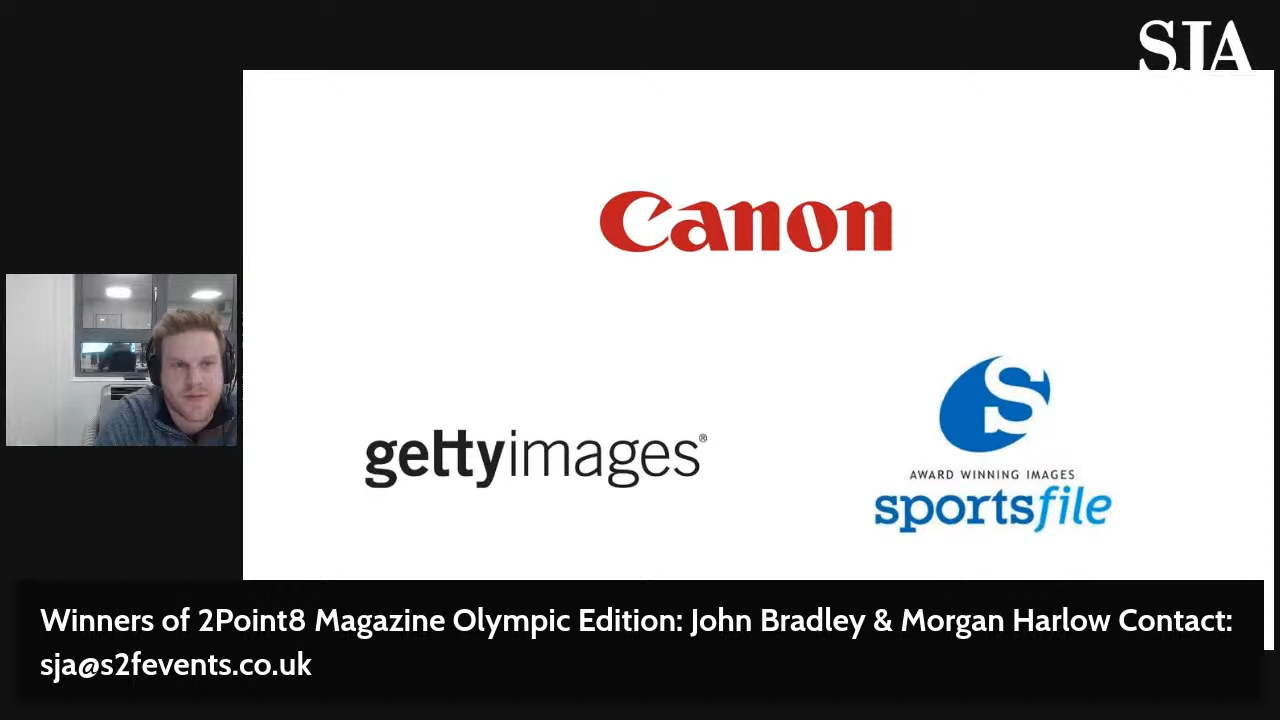 SJA
Canon
gettyimages®
S
AWARD WINNING IMAGES
sportsfile
Winners of 2Point8 Magazine Olympic Edition: John Bradley & Morgan Harlow Contact:
sja@s2fevents.co.uk